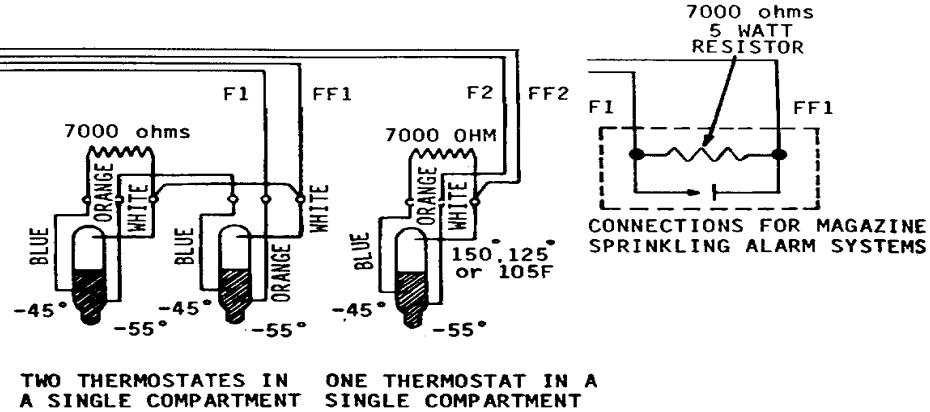 7000 ohms
5 WATT
RESISTOR
F1
FF1
F2
FF2
F1
FF1
7000 ohms
7000 OHM
BLUE
ORANGE
WHITE
BLUE
ORANGE
WHITE
BLUE
ORANGE
WHITE
150°,125°
or 105F
-45°
-55°
-45°
-55°
-45°
-55°
CONNECTIONS FOR MAGAZINE
SPRINKLING ALARM SYSTEMS
TWO THERMOSTATES IN
A SINGLE COMPARTMENT
ONE THERMOSTAT IN A
SINGLE COMPARTMENT